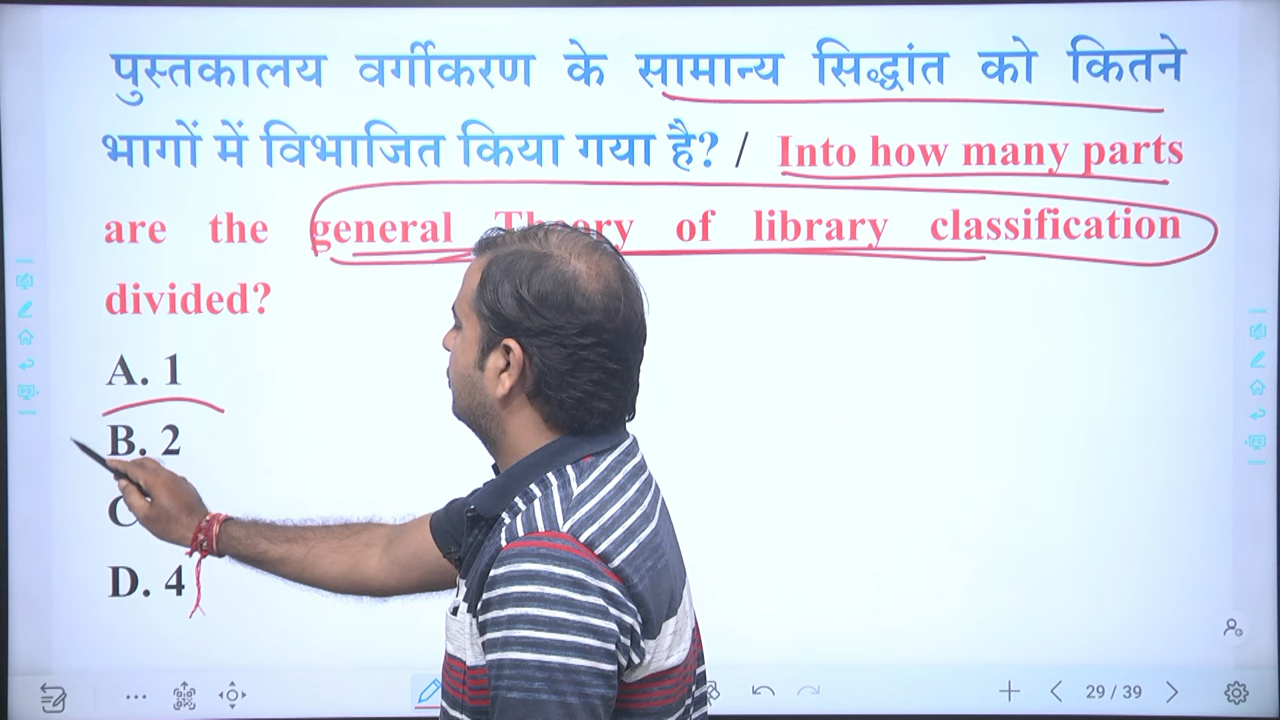 पुस्तकालय वर्गीकरण के सामान्य सिद्धांत को कितने
भागों में विभाजित किया गया है? / Into how many parts
are the general Theory of library classification
divided?
A. 1
B. 2
C
D. 4
29 / 39